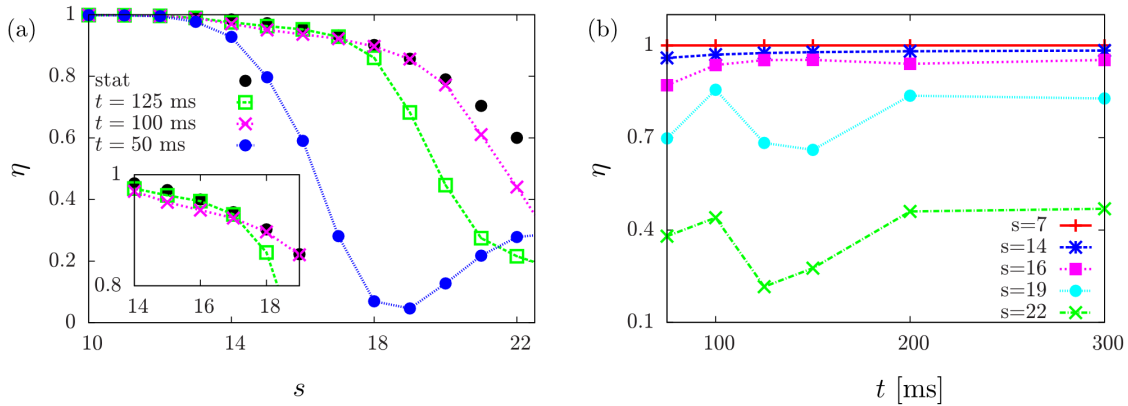 (a)
1
0.8
0.6
0.4
0.2
0
η
stat
t = 125 ms
t = 100 ms
t = 50 ms
1
0.8
14 16 18
10 14 18 22
s
(b)
1
0.7
0.4
0.1
η
s=7
s=14
s=16
s=19
s=22
100 200 300
t [ms]